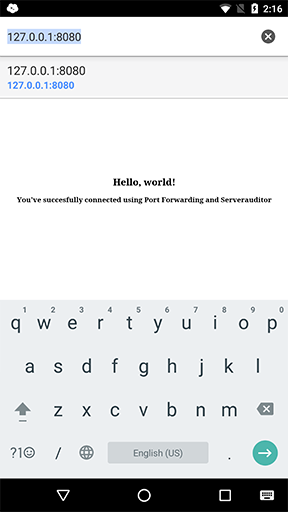 2:16
127.0.0.1:8080
127.0.0.1:8080
127.0.0.1:8080
Hello, world!
You've succesfully connected using Port Forwarding and Serverauditor
1 2 3 4 5 6 7 8 9 0
q w e r t y u i o p
a s d f g h j k l
z x c v b n m
?1☺ / English (US) .